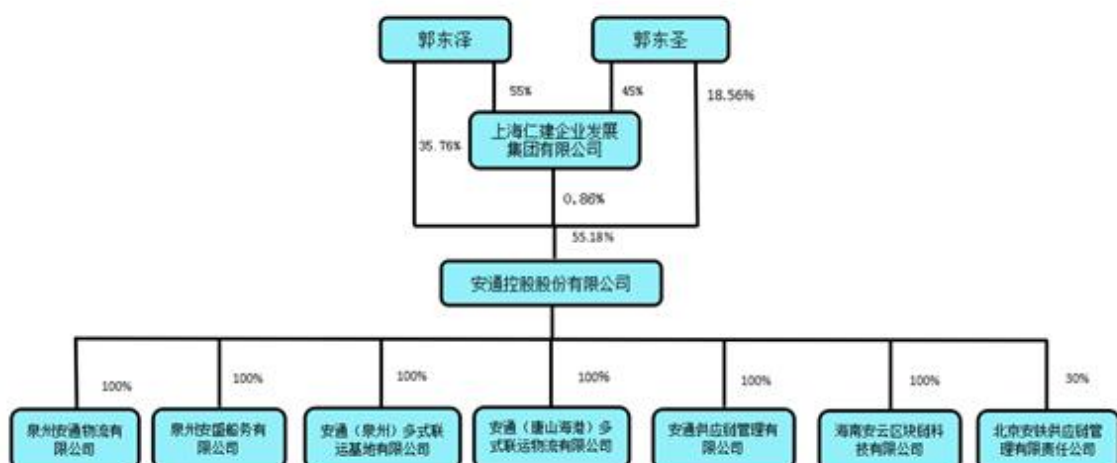 郭东泽
郭东圣
55%
45%
18.56%
上海仁建企业发展
集团有限公司
35.76%
0.86%
55.18%
安通控股股份有限公司
100%
100%
100%
100%
100%
100%
30%
泉州安通物流有
限公司
泉州安盛船务有
限公司
安通（泉州）多式联
运基地有限公司
安通（唐山海港）多
式联运物流有限公司
安通供应链管理有
限公司
海南安云区块链科
技有限公司
北京安铁供应链管
理有限责任公司